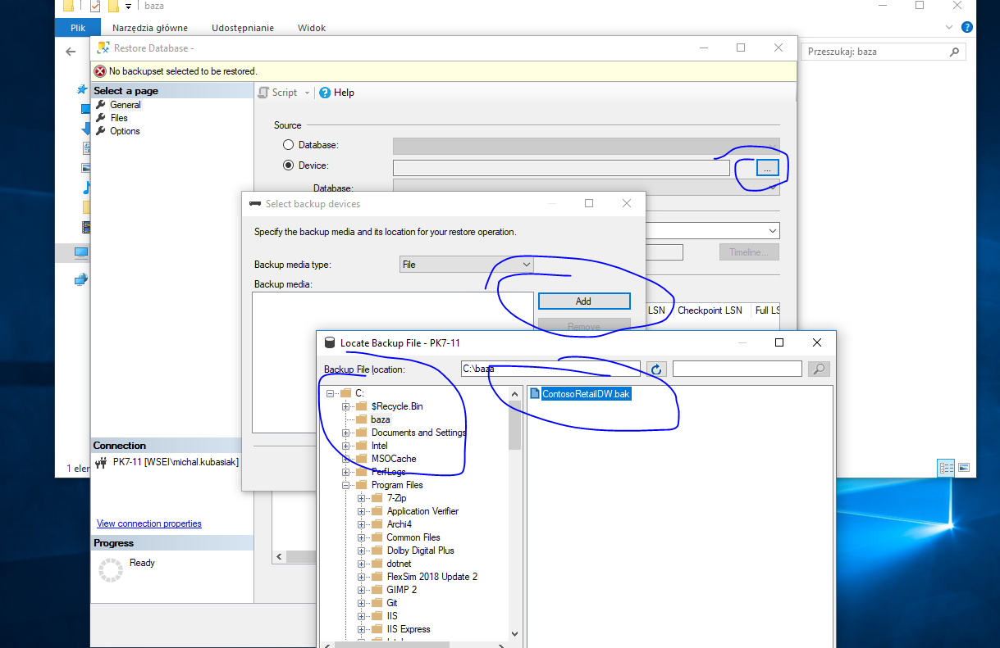 baza
Plik Narzędzia główne Udostępnianie Widok
Restore Database -
Przeszukaj: baza
No backupset selected to be restored.
Select a page
Script Help
General
Files
Options
Source
Database:
Device:
...
Database:
Select backup devices
Specify the backup media and its location for your restore operation.
Timeline...
Backup media type: File
Backup media:
Add
Remove
LSN Checkpoint LSN Full LS
Locate Backup File - PK7-11
Backup File location: C:\baza
C:
$Recycle.Bin
baza
Documents and Settings
Intel
MSOCache
PerfLogs
Program Files
7-Zip
Application Verifier
Archi4
Common Files
Dolby Digital Plus
dotnet
FlexSim 2018 Update 2
GIMP 2
Git
IIS
IIS Express
ContosoRetailDW.bak
Connection
PK7-11 [WSEI\michal.kubasiak]
1 eler
View connection properties
Progress
Ready